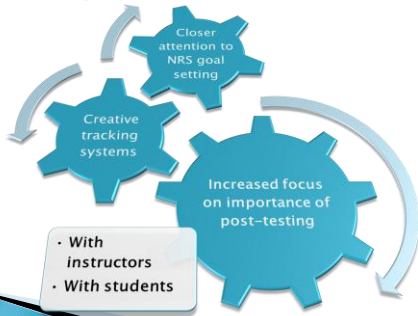 Closer
attention to
NRS goal
setting
Creative
tracking
systems
Increased focus
on importance of
post-testing
• With
instructors
• With students